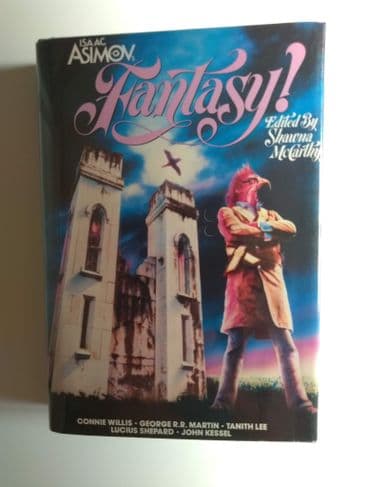 ISAAC
ASIMOV's
Fantasy!
Edited By
Shawna
McCarthy
CONNIE WILLIS • GEORGE R.R. MARTIN • TANITH LEE
LUCIUS SHEPARD • JOHN KESSEL